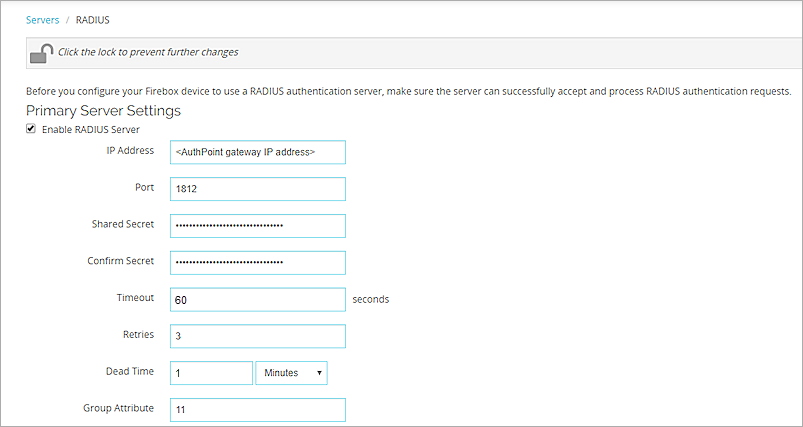 Servers / RADIUS
Click the lock to prevent further changes
Before you configure your Firebox device to use a RADIUS authentication server, make sure the server can successfully accept and process RADIUS authentication requests.
Primary Server Settings
Enable RADIUS Server
IP Address <AuthPoint gateway IP address>
Port 1812
Shared Secret ••••••••••••••••••••••••••••••••
Confirm Secret ••••••••••••••••••••••••••••••••
Timeout 60 seconds
Retries 3
Dead Time 1 Minutes
Group Attribute 11